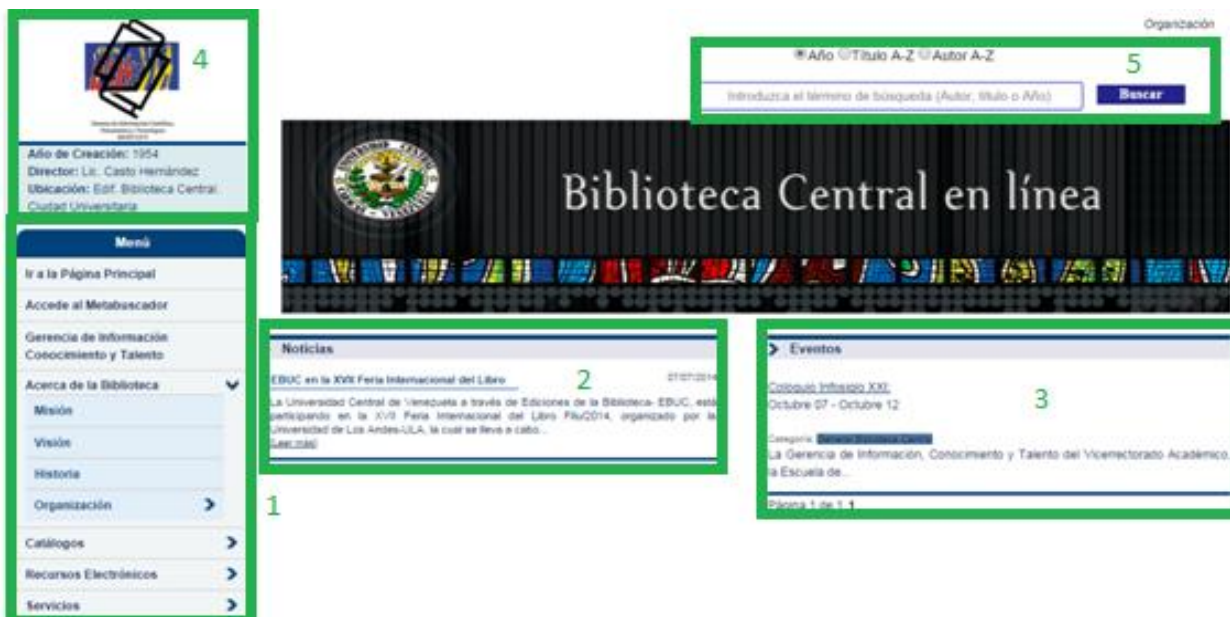 Organización
4
Año Título A-Z Autor A-Z
5
Introduzca el término de búsqueda (Autor, título o Año)
Buscar
Año de Creación: 1954
Director: Lic. Casto Hernández
Ubicación: Edif. Biblioteca Central.
Ciudad Universitaria
Biblioteca Central en línea
Menú
Ir a la Página Principal
Accede al Metabuscador
Gerencia de Información
Conocimiento y Talento
Acerca de la Biblioteca
Misión
Visión
Historia
Organización
Catálogos
Recursos Electrónicos
Servicios
1
Noticias
EBUC en la XVII Feria Internacional del Libro
07/07/2014
2
La Universidad Central de Venezuela a través de Ediciones de la Biblioteca- EBUC, está
participando en la XVII Feria Internacional del Libro Filu2014, organizado por la
Universidad de Los Andes-ULA, la cual se lleva a cabo...
(Leer más)
Eventos
Coloquio Infosiglo XXI:
Octubre 07 - Octubre 12
3
Categoría: General Biblioteca Central
La Gerencia de Información, Conocimiento y Talento del Vicerrectorado Académico,
la Escuela de...
Página 1 de 1 1